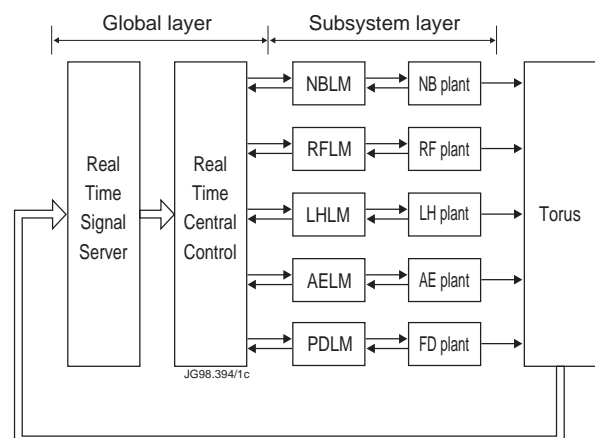 Global layer
Subsystem layer
Real
Time
Signal
Server
Real
Time
Central
Control
NBLM
NB plant
RFLM
RF plant
LHLM
LH plant
AELM
AE plant
PDLM
FD plant
Torus
JG98.394/1c